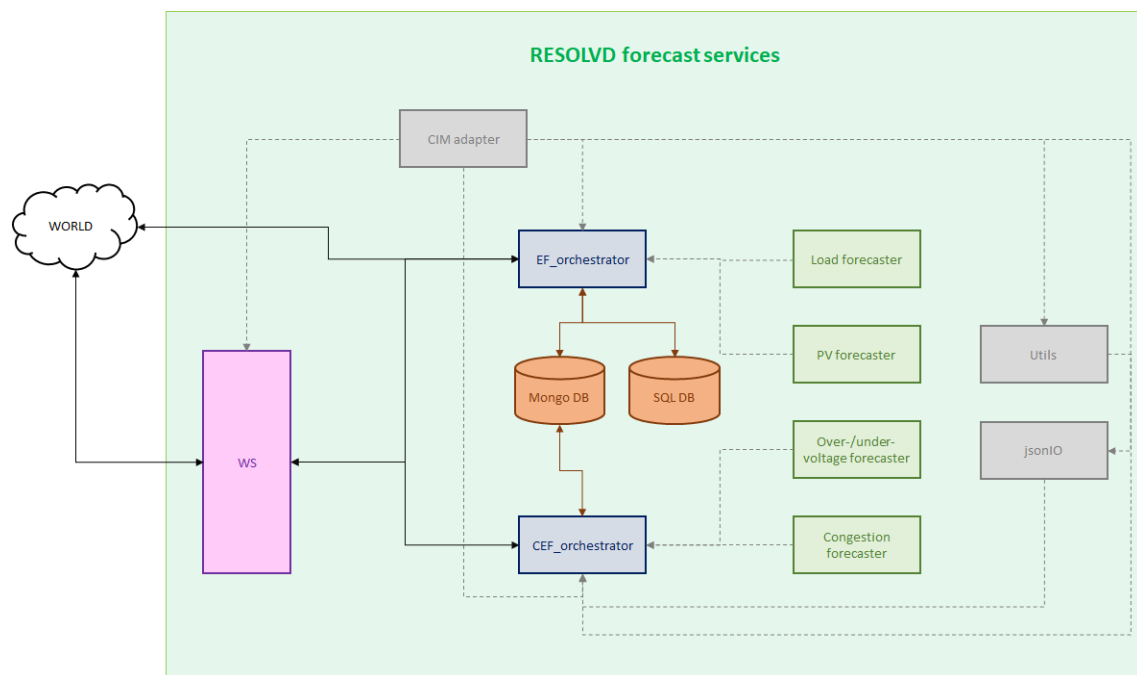 RESOLVD forecast services
CIM adapter
WORLD
EF_orchestrator
Load forecaster
PV forecaster
Utils
Mongo DB
SQL DB
Over-/under-
voltage forecaster
jsonIO
WS
CEF_orchestrator
Congestion
forecaster